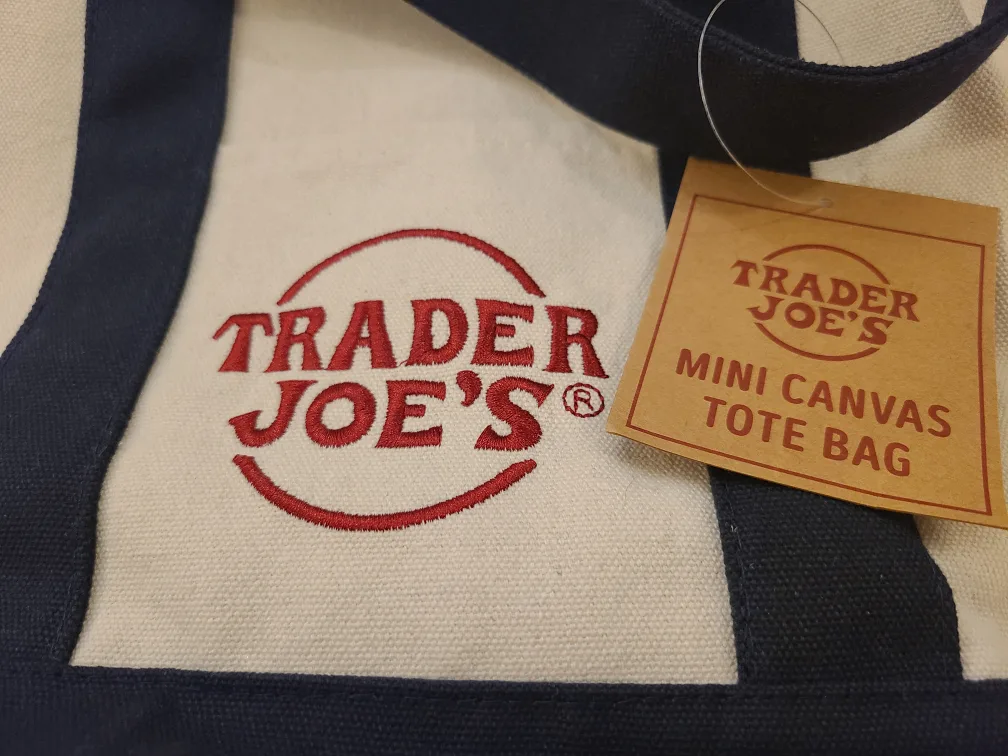 TRADER
JOE'S®
TRADER
JOE'S
MINI CANVAS
TOTE BAG